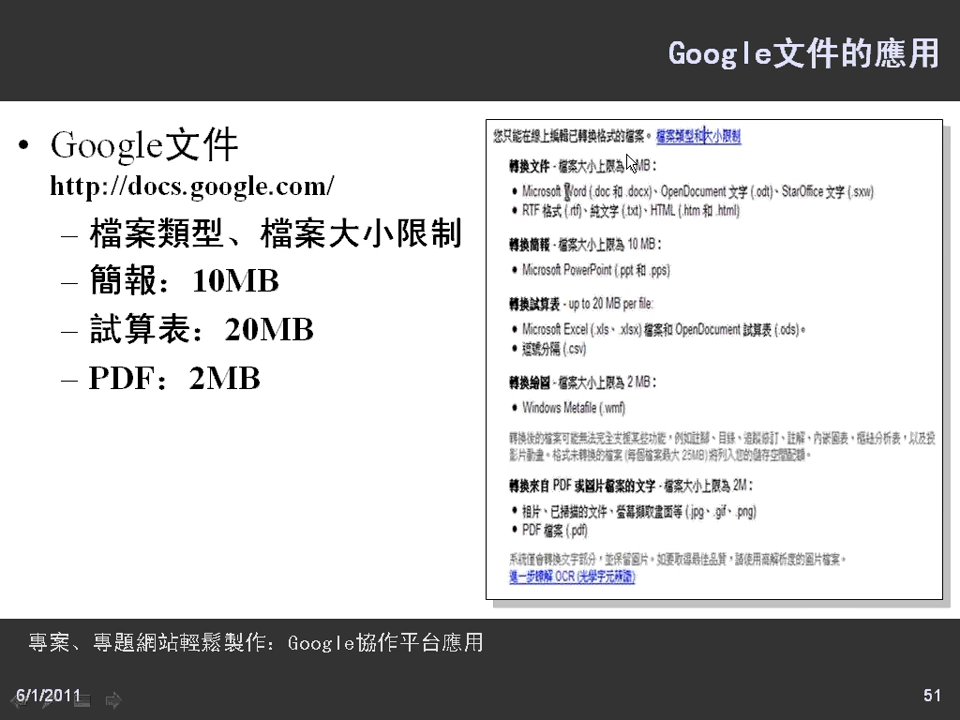 Google文件的應用
• Google文件
http://docs.google.com/
– 檔案類型、檔案大小限制
– 簡報：10MB
– 試算表：20MB
– PDF：2MB
您只能在線上編輯已轉換格式的檔案。 檔案類型和大小限制
轉換文件 - 檔案大小上限為 MB：
• Microsoft Word (.doc 和 .docx)、OpenDocument 文字 (.odt)、StarOffice 文字 (.sxw)
• RTF 格式 (.rtf)、純文字 (.txt)、HTML (.htm 和 .html)
轉換簡報 - 檔案大小上限為 10 MB：
• Microsoft PowerPoint (.ppt 和 .pps)
轉換試算表 - up to 20 MB per file:
• Microsoft Excel (.xls、.xlsx) 檔案和 OpenDocument 試算表 (.ods)。
• 逗號分隔 (.csv)
轉換繪圖 - 檔案大小上限為 2 MB：
• Windows Metafile (.wmf)
轉換後的檔案可能無法完全支援某些功能，例如註腳、目錄、追蹤修訂、註解、內嵌圖表、樞紐分析表，以及投
影片動畫。格式未轉換的檔案 (每個檔案最大 25MB) 將列入您的儲存空間配額。
轉換來自 PDF 或圖片檔案的文字 - 檔案大小上限為 2M：
• 相片、已掃描的文件、螢幕擷取畫面等 (.jpg、.gif、.png)
• PDF 檔案 (.pdf)
系統僅會轉換文字部分，並保留圖片。如要取得最佳品質，請使用高解析度的圖片檔案。
進一步瞭解 OCR (光學字元辨識)
專案、專題網站輕鬆製作：Google協作平台應用
6/1/2011
51